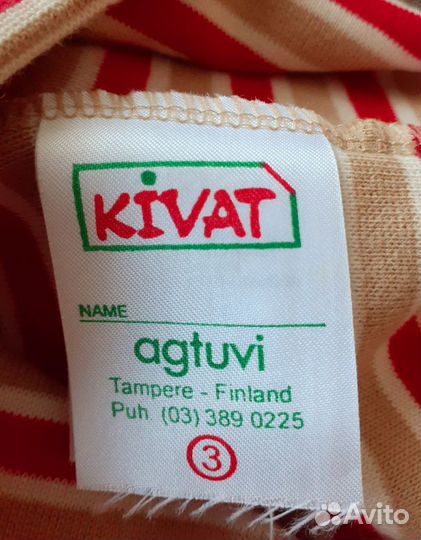 KiVAT
NAME
agtuvi
Tampere - Finland
Puh (03) 389 0225
3
Avito